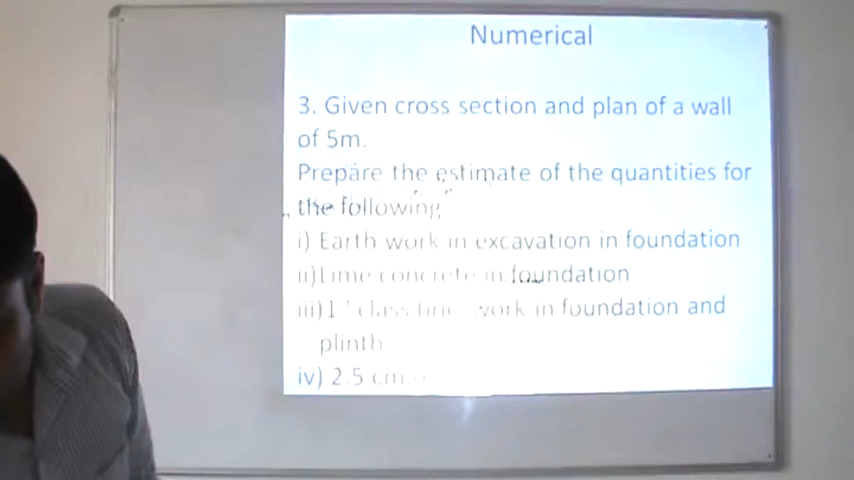 Numerical
3. Given cross section and plan of a wall
of 5m.
Prepare the estimate of the quantities for
the following
i) Earth work in excavation in foundation
ii)Lime concrete in foundation
iii)1 class brick work in foundation and
plinth
iv) 2.5 cm